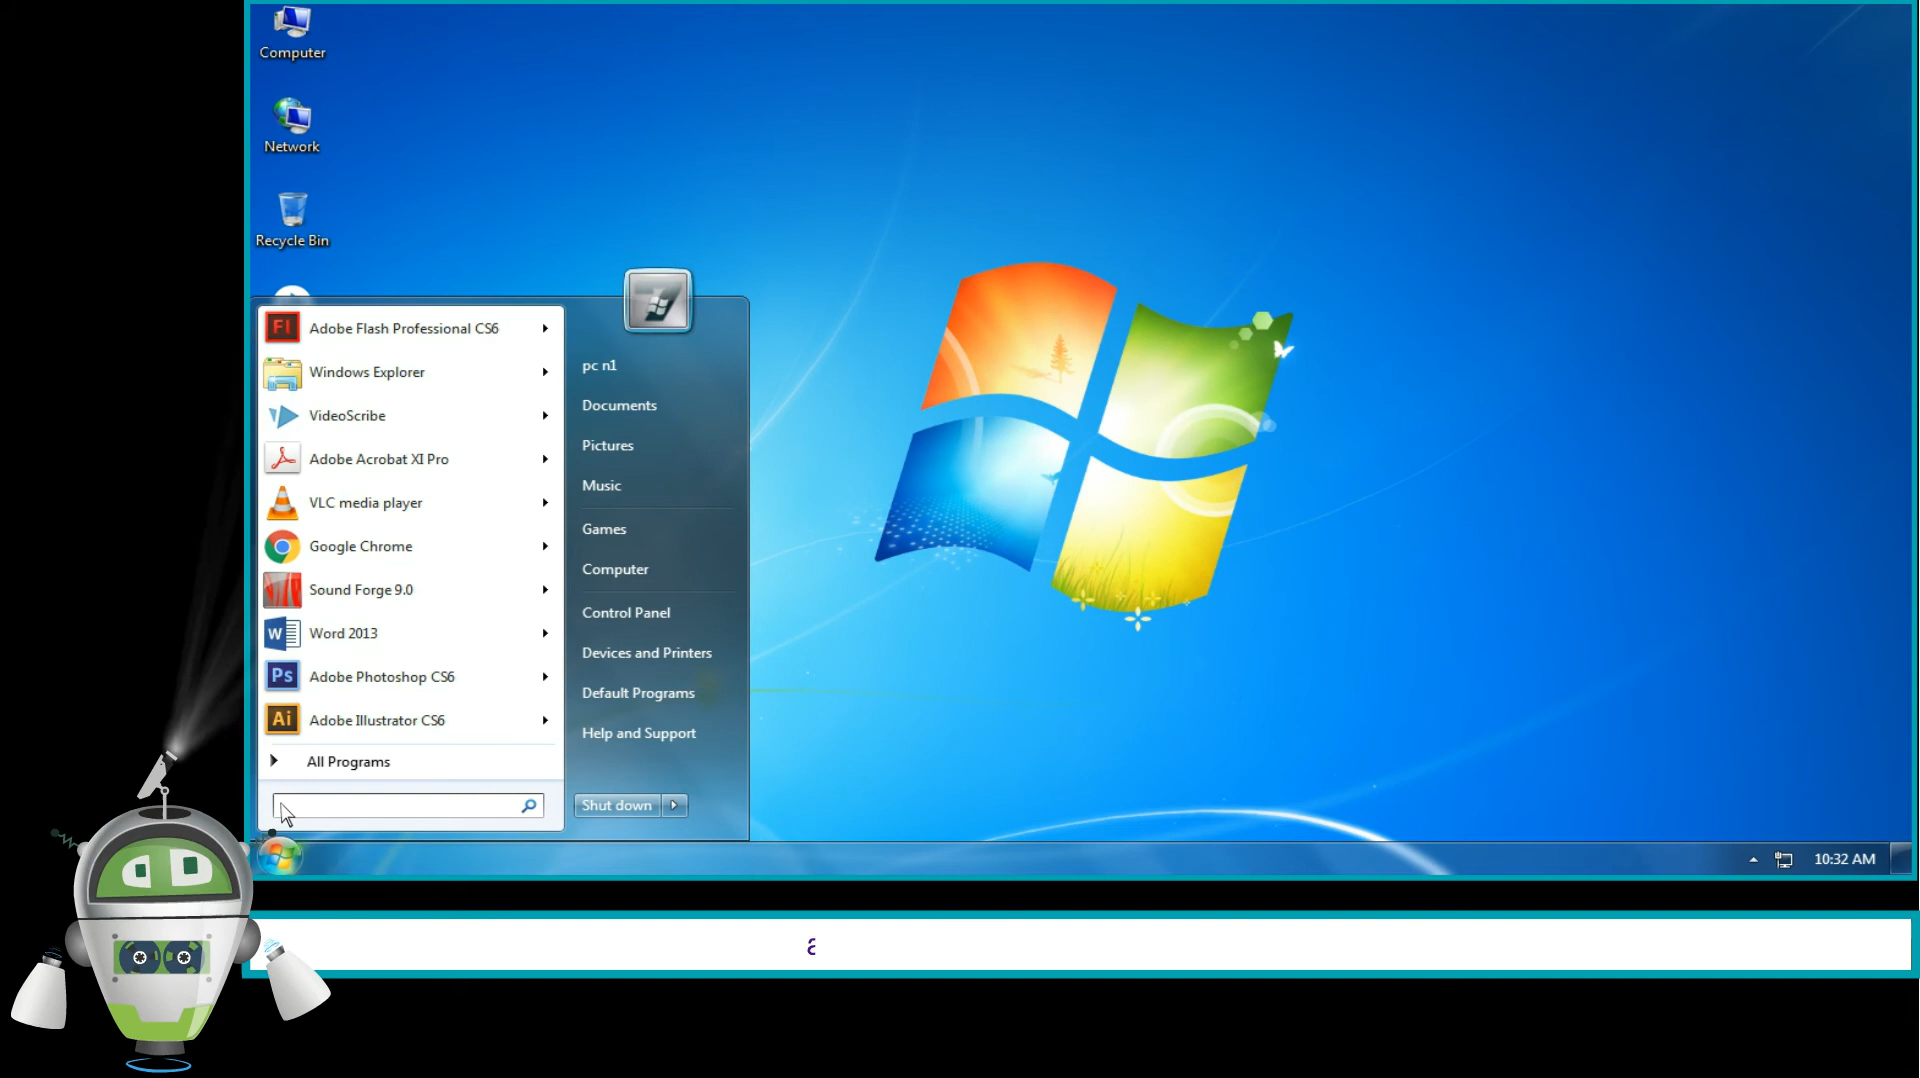 Computer
Network
Recycle Bin
Adobe Flash Professional CS6
Windows Explorer
VideoScribe
Adobe Acrobat XI Pro
VLC media player
Google Chrome
Sound Forge 9.0
Word 2013
Adobe Photoshop CS6
Adobe Illustrator CS6
All Programs
pc n1
Documents
Pictures
Music
Games
Computer
Control Panel
Devices and Printers
Default Programs
Help and Support
Shut down
10:32 AM